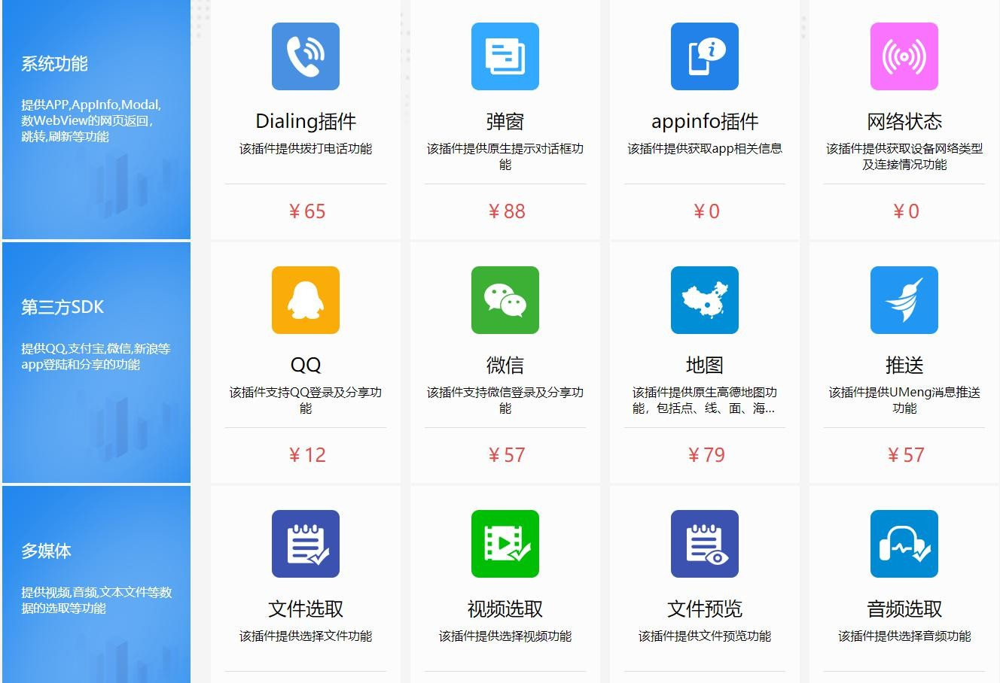 系统功能
提供APP,AppInfo,Modal,
数WebView的网页返回,
跳转,刷新等功能
Dialing插件
该插件提供拨打电话功能
￥65
弹窗
该插件提供原生提示对话框功
能
￥88
appinfo插件
该插件提供获取app相关信息
￥0
网络状态
该插件提供获取设备网络类型
及连接情况功能
￥0
第三方SDK
提供QQ,支付宝,微信,新浪等
app登陆和分享的功能
QQ
该插件支持QQ登录及分享功
能
￥12
微信
该插件支持微信登录及分享功
能
￥57
地图
该插件提供原生高德地图功
能，包括点、线、面、海...
￥79
推送
该插件提供UMeng消息推送
功能
￥57
多媒体
提供视频,音频,文本文件等数
据的选取等功能
文件选取
该插件提供选择文件功能
视频选取
该插件提供选择视频功能
文件预览
该插件提供文件预览功能
音频选取
该插件提供选择音频功能